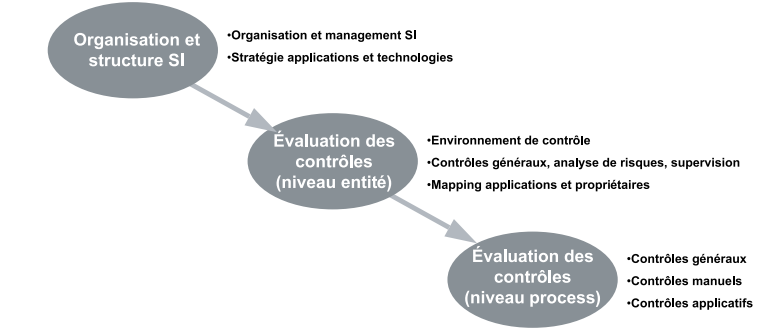 Organisation et
structure SI
•Organisation et management SI
•Stratégie applications et technologies
Évaluation des
contrôles
(niveau entité)
•Environnement de contrôle
•Contrôles généraux, analyse de risques, supervision
•Mapping applications et propriétaires
Évaluation des
contrôles
(niveau process)
•Contrôles généraux
•Contrôles manuels
•Contrôles applicatifs